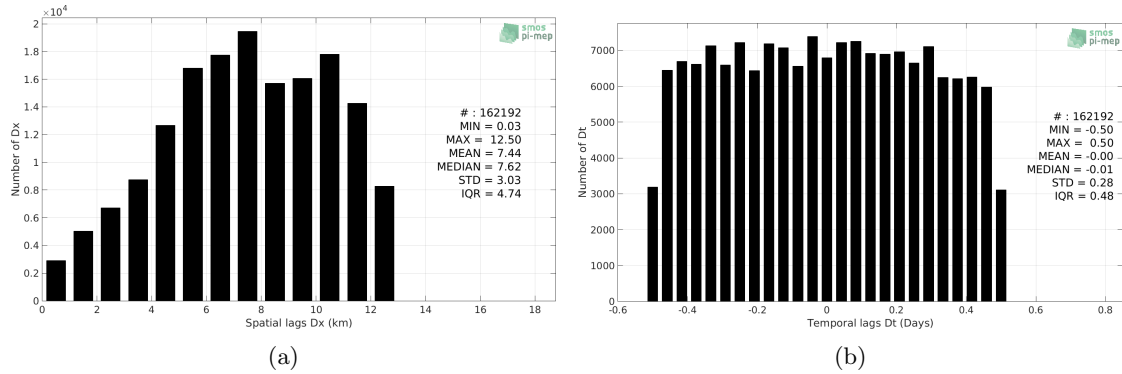 ×10⁴
2
1.8
1.6
1.4
1.2
1
0.8
0.6
0.4
0.2
0
Number of Dx
0 2 4 6 8 10 12 14 16 18
Spatial lags Dx (km)
smos
pi-mep
# : 162192
MIN = 0.03
MAX = 12.50
MEAN = 7.44
MEDIAN = 7.62
STD = 3.03
IQR = 4.74
(a)
7000
6000
5000
4000
3000
2000
1000
0
Number of Dt
-0.6 -0.4 -0.2 0 0.2 0.4 0.6 0.8
Temporal lags Dt (Days)
smos
pi-mep
# : 162192
MIN = -0.50
MAX = 0.50
MEAN = -0.00
MEDIAN = -0.01
STD = 0.28
IQR = 0.48
(b)